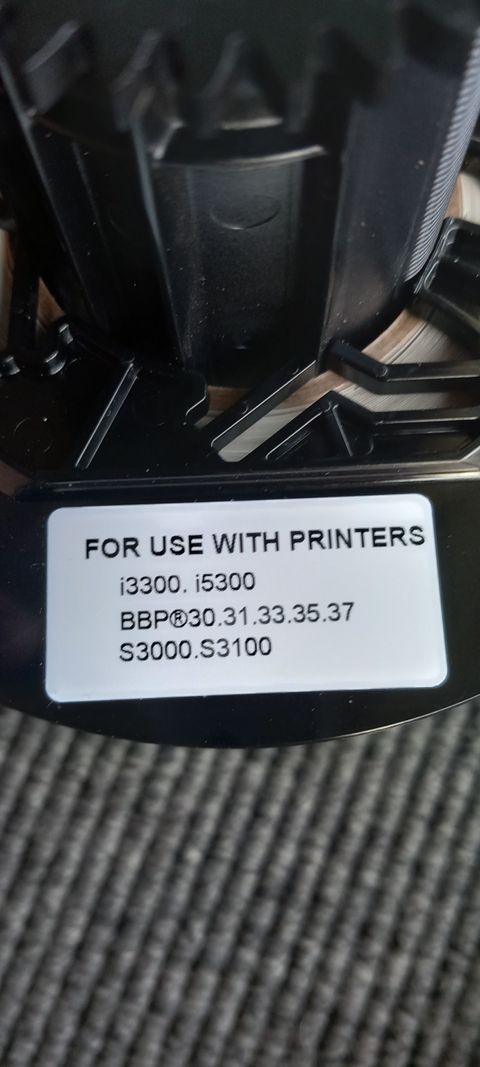 FOR USE WITH PRINTERS
i3300. i5300
BBP®30.31.33.35.37
S3000.S3100